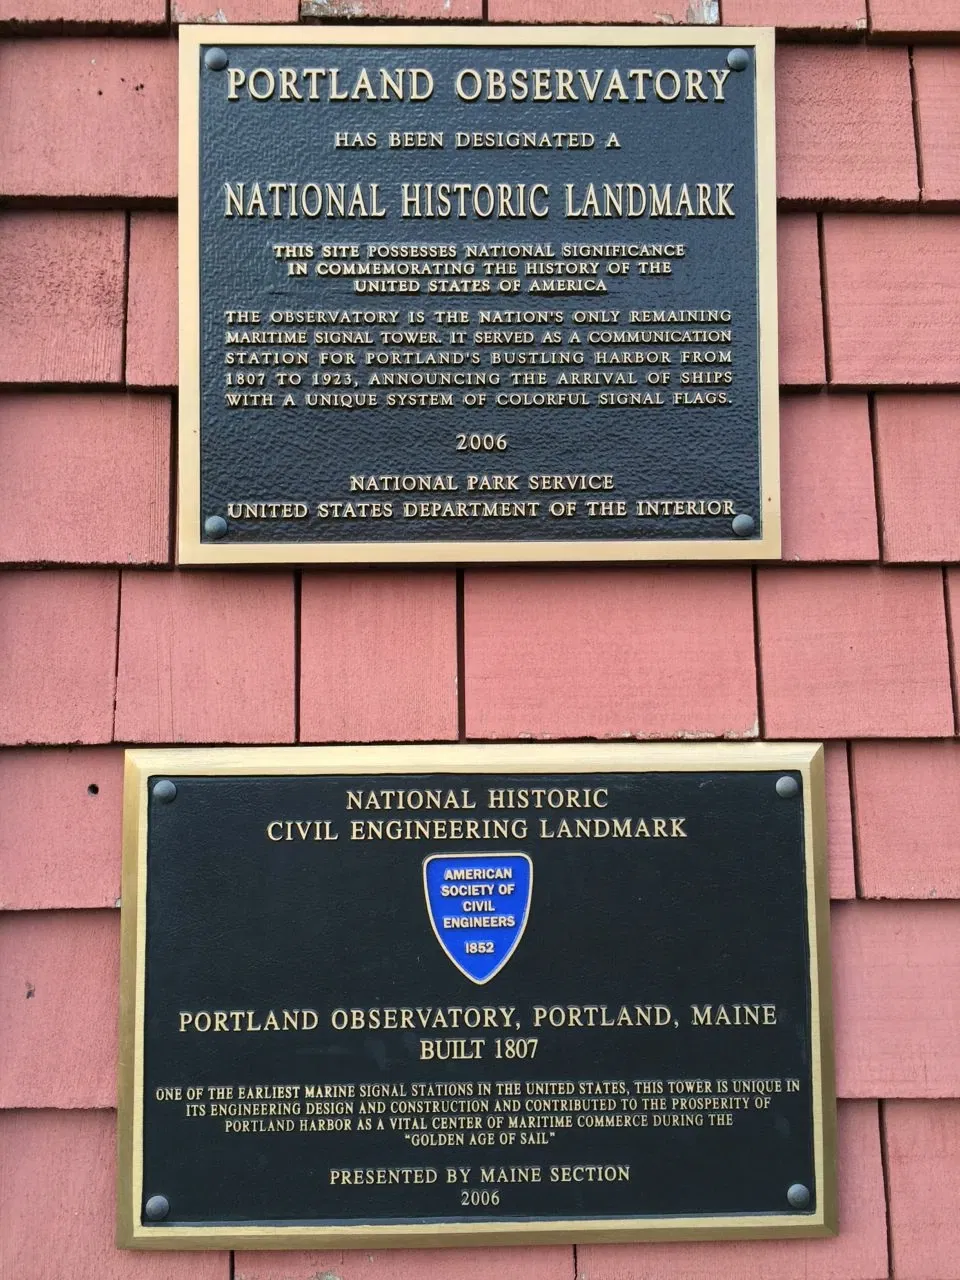 PORTLAND OBSERVATORY
HAS BEEN DESIGNATED A
NATIONAL HISTORIC LANDMARK
THIS SITE POSSESSES NATIONAL SIGNIFICANCE
IN COMMEMORATING THE HISTORY OF THE
UNITED STATES OF AMERICA
THE OBSERVATORY IS THE NATION'S ONLY REMAINING
MARITIME SIGNAL TOWER. IT SERVED AS A COMMUNICATION
STATION FOR PORTLAND'S BUSTLING HARBOR FROM
1807 TO 1923, ANNOUNCING THE ARRIVAL OF SHIPS
WITH A UNIQUE SYSTEM OF COLORFUL SIGNAL FLAGS.
2006
NATIONAL PARK SERVICE
UNITED STATES DEPARTMENT OF THE INTERIOR
NATIONAL HISTORIC
CIVIL ENGINEERING LANDMARK
AMERICAN
SOCIETY OF
CIVIL
ENGINEERS
1852
PORTLAND OBSERVATORY, PORTLAND, MAINE
BUILT 1807
ONE OF THE EARLIEST MARINE SIGNAL STATIONS IN THE UNITED STATES, THIS TOWER IS UNIQUE IN
ITS ENGINEERING DESIGN AND CONSTRUCTION AND CONTRIBUTED TO THE PROSPERITY OF
PORTLAND HARBOR AS A VITAL CENTER OF MARITIME COMMERCE DURING THE
"GOLDEN AGE OF SAIL"
PRESENTED BY MAINE SECTION
2006